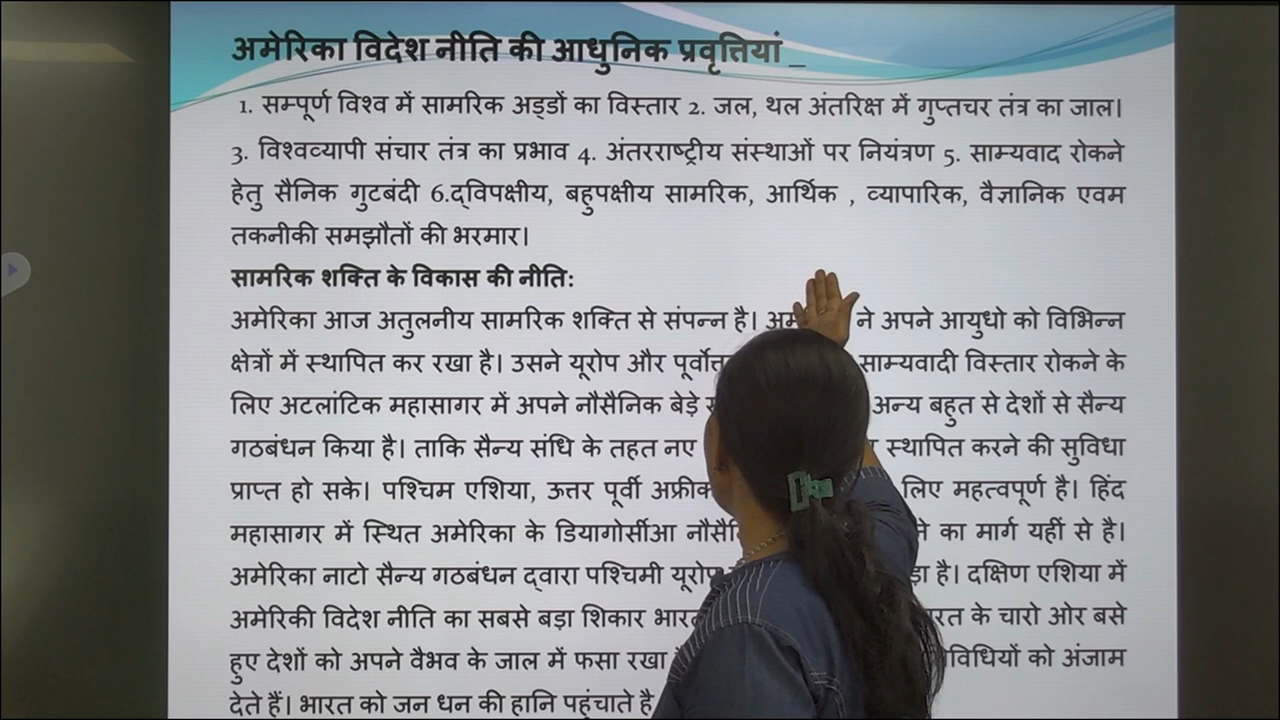 अमेरिका विदेश नीति की आधुनिक प्रवृत्तियां _
1. सम्पूर्ण विश्व में सामरिक अड्डों का विस्तार 2. जल, थल अंतरिक्ष में गुप्तचर तंत्र का जाल।
3. विश्वव्यापी संचार तंत्र का प्रभाव 4. अंतरराष्ट्रीय संस्थाओं पर नियंत्रण 5. साम्यवाद रोकने
हेतु सैनिक गुटबंदी 6.द्विपक्षीय, बहुपक्षीय सामरिक, आर्थिक , व्यापारिक, वैज्ञानिक एवम
तकनीकी समझौतों की भरमार।
सामरिक शक्ति के विकास की नीति:
अमेरिका आज अतुलनीय सामरिक शक्ति से संपन्न है। ने अपने आयुधो को विभिन्न
क्षेत्रों में स्थापित कर रखा है। उसने यूरोप और साम्यवादी विस्तार रोकने के
लिए अटलांटिक महासागर में अपने नौसैनिक बेड़े अन्य बहुत से देशों से सैन्य
गठबंधन किया है। ताकि सैन्य संधि के तहत नए स्थापित करने की सुविधा
प्राप्त हो सके। पश्चिम एशिया, ऊत्तर पूर्वी लिए महत्वपूर्ण है। हिंद
महासागर में स्थित अमेरिका के डियागोर्सीआ का मार्ग यहीं से है।
अमेरिका नाटो सैन्य गठबंधन द्वारा पश्चिमी है। दक्षिण एशिया में
अमेरिकी विदेश नीति का सबसे बड़ा शिकार के चारो ओर बसे
हुए देशों को अपने वैभव के जाल में फसा रखा को अंजाम
देते हैं। भारत को जन धन की हानि पहुंचाते